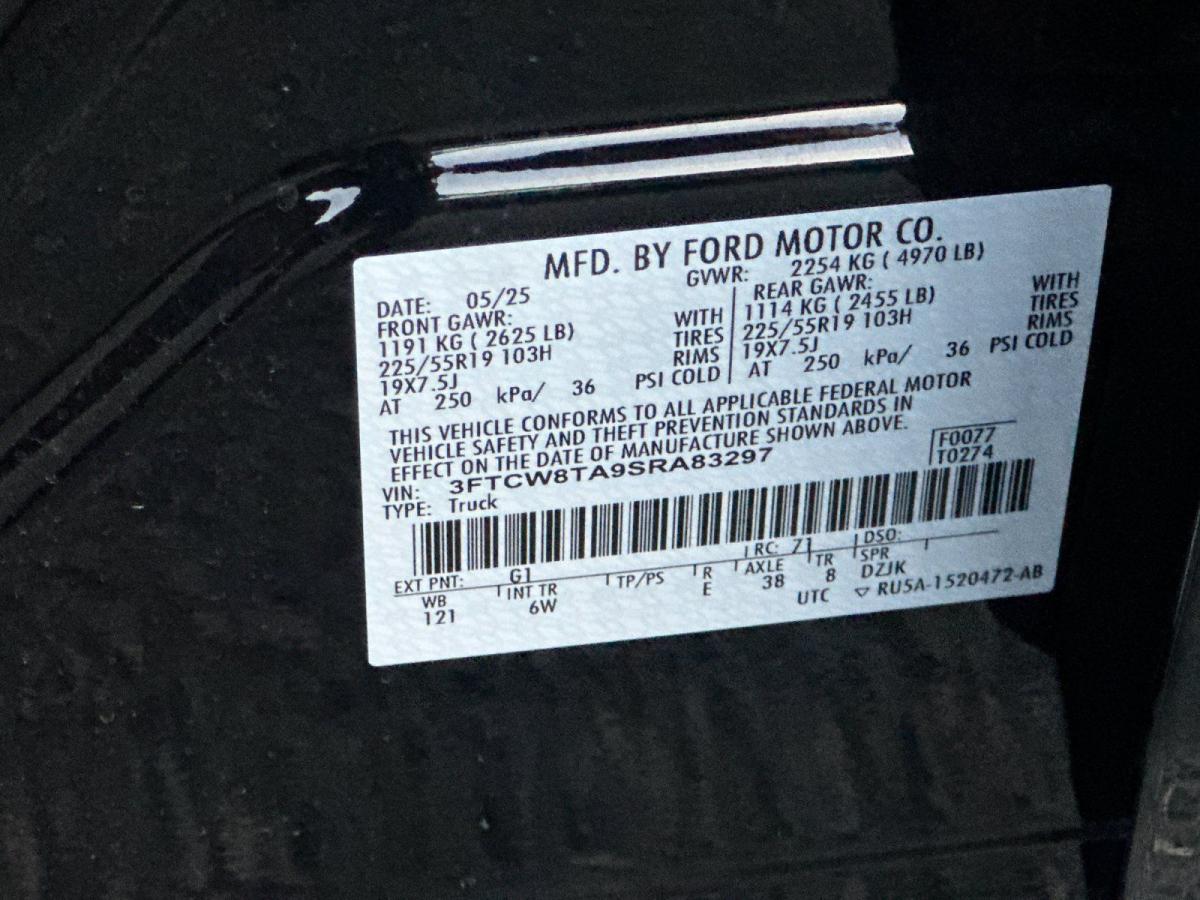 MFD. BY FORD MOTOR CO.
DATE: 05/25 GVWR: 2254 KG ( 4970 LB)
FRONT GAWR: REAR GAWR:
1191 KG ( 2625 LB) WITH 1114 KG ( 2455 LB) WITH
225/55R19 103H TIRES 225/55R19 103H TIRES
19X7.5J RIMS 19X7.5J RIMS
AT 250 kPa/ 36 PSI COLD AT 250 kPa/ 36 PSI COLD
THIS VEHICLE CONFORMS TO ALL APPLICABLE FEDERAL MOTOR
VEHICLE SAFETY AND THEFT PREVENTION STANDARDS IN
EFFECT ON THE DATE OF MANUFACTURE SHOWN ABOVE.
VIN: 3FTCW8TA9SRA83297 F0077
TYPE: Truck T0274
EXT PNT: G1 RC: 71 DSO:
WB INT TR TP/PS R AXLE TR SPR
121 6W E 38 8 DZJK
UTC ▽ RU5A-1520472-AB